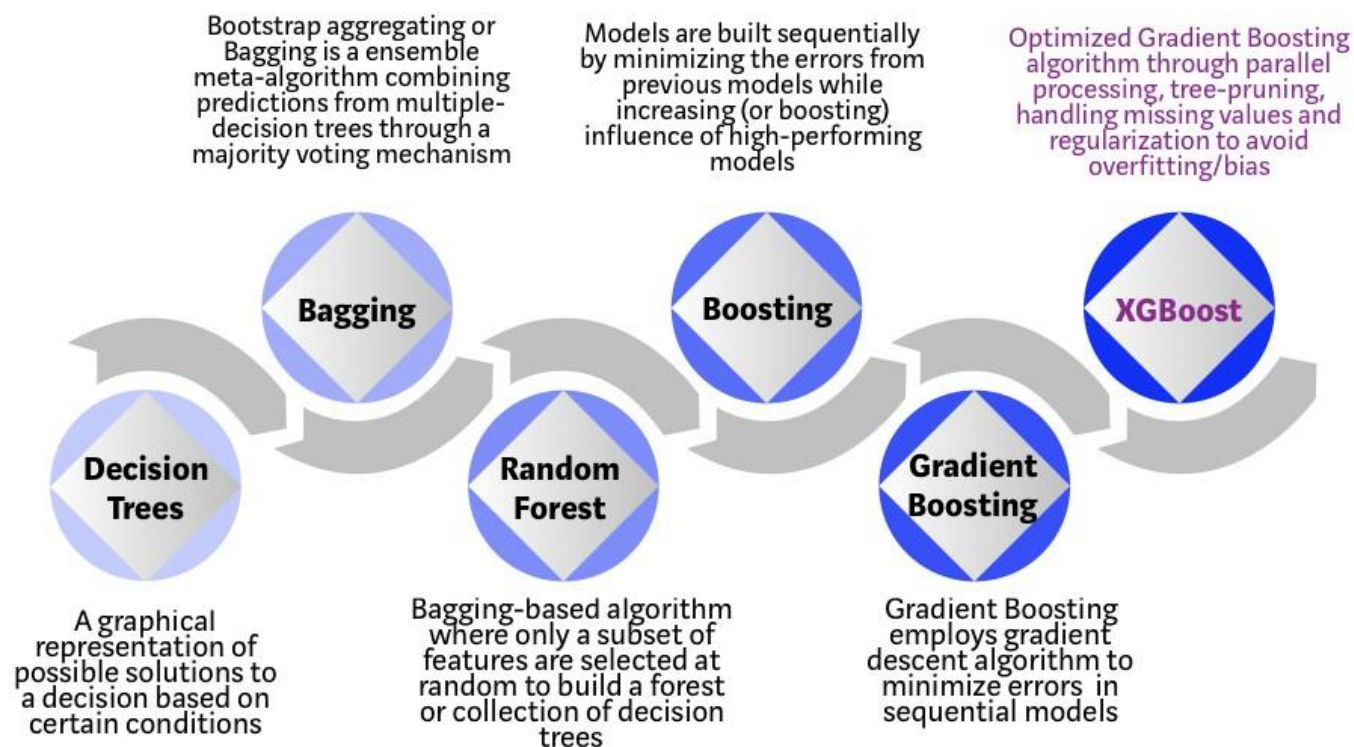 Bootstrap aggregating or
Bagging is a ensemble
meta-algorithm combining
predictions from multiple-
decision trees through a
majority voting mechanism
Models are built sequentially
by minimizing the errors from
previous models while
increasing (or boosting)
influence of high-performing
models
Optimized Gradient Boosting
algorithm through parallel
processing, tree-pruning,
handling missing values and
regularization to avoid
overfitting/bias
Bagging
Boosting
XGBoost
Decision
Trees
Random
Forest
Gradient
Boosting
A graphical
representation of
possible solutions to
a decision based on
certain conditions
Bagging-based algorithm
where only a subset of
features are selected at
random to build a forest
or collection of decision
trees
Gradient Boosting
employs gradient
descent algorithm to
minimize errors in
sequential models